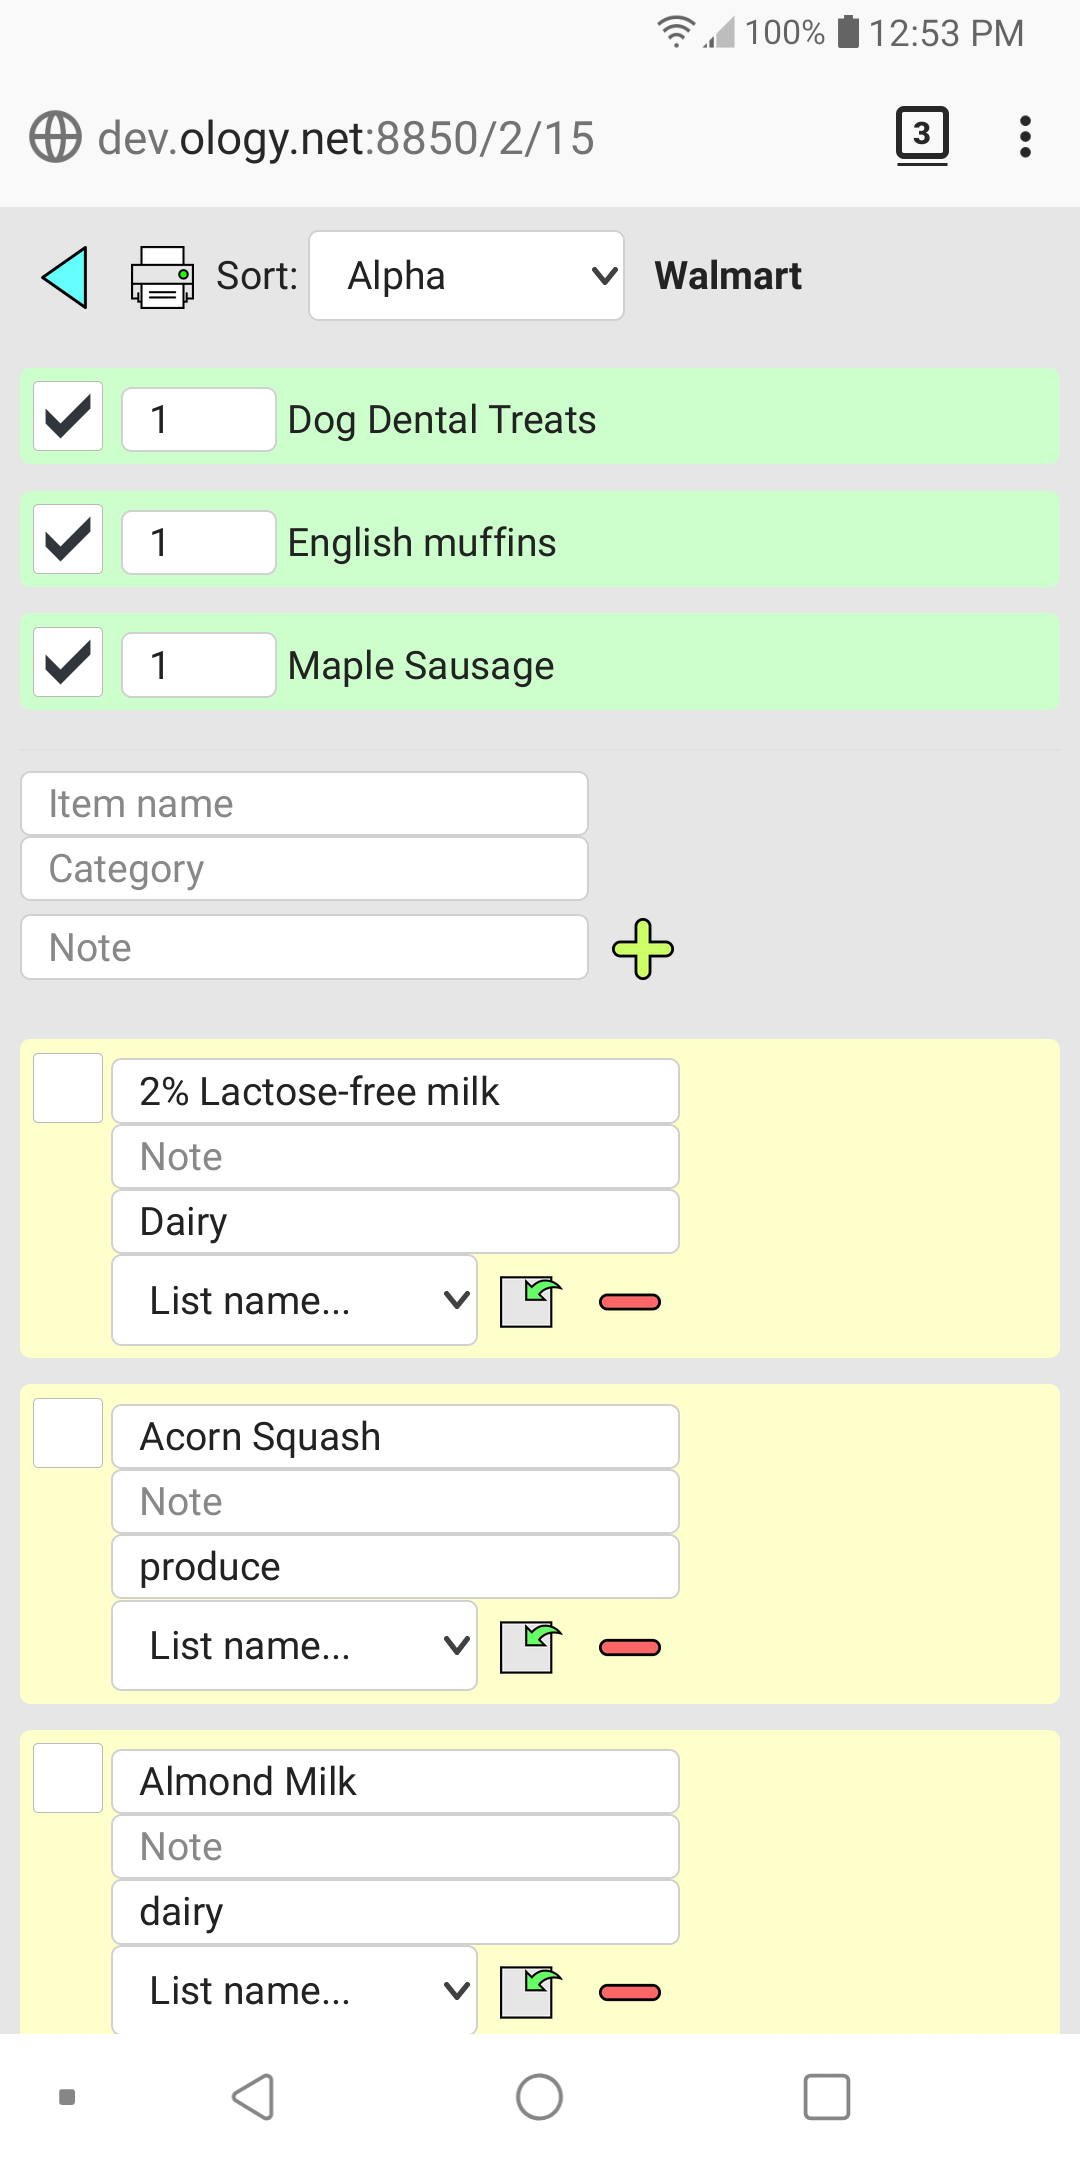 100% 12:53 PM
dev.ology.net:8850/2/15 3
Sort: Alpha Walmart
1 Dog Dental Treats
1 English muffins
1 Maple Sausage
Item name
Category
Note
2% Lactose-free milk
Note
Dairy
List name...
Acorn Squash
Note
produce
List name...
Almond Milk
Note
dairy
List name...